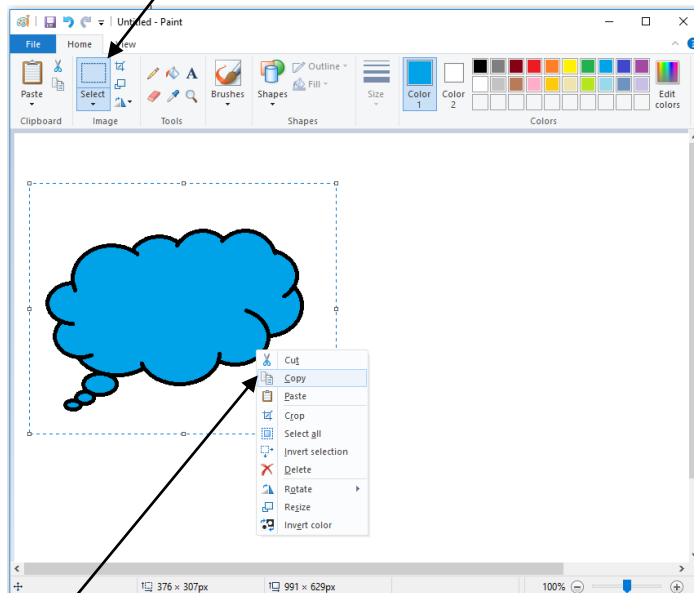 Untitled - Paint
File Home View
Paste
Select
A
Brushes
Shapes
Outline
Fill
Size
Color 1
Color 2
Edit colors
Clipboard
Image
Tools
Shapes
Colors
Cut
Copy
Paste
Crop
Select all
Invert selection
Delete
Rotate
Resize
Invert color
376 × 307px
991 × 629px
100%